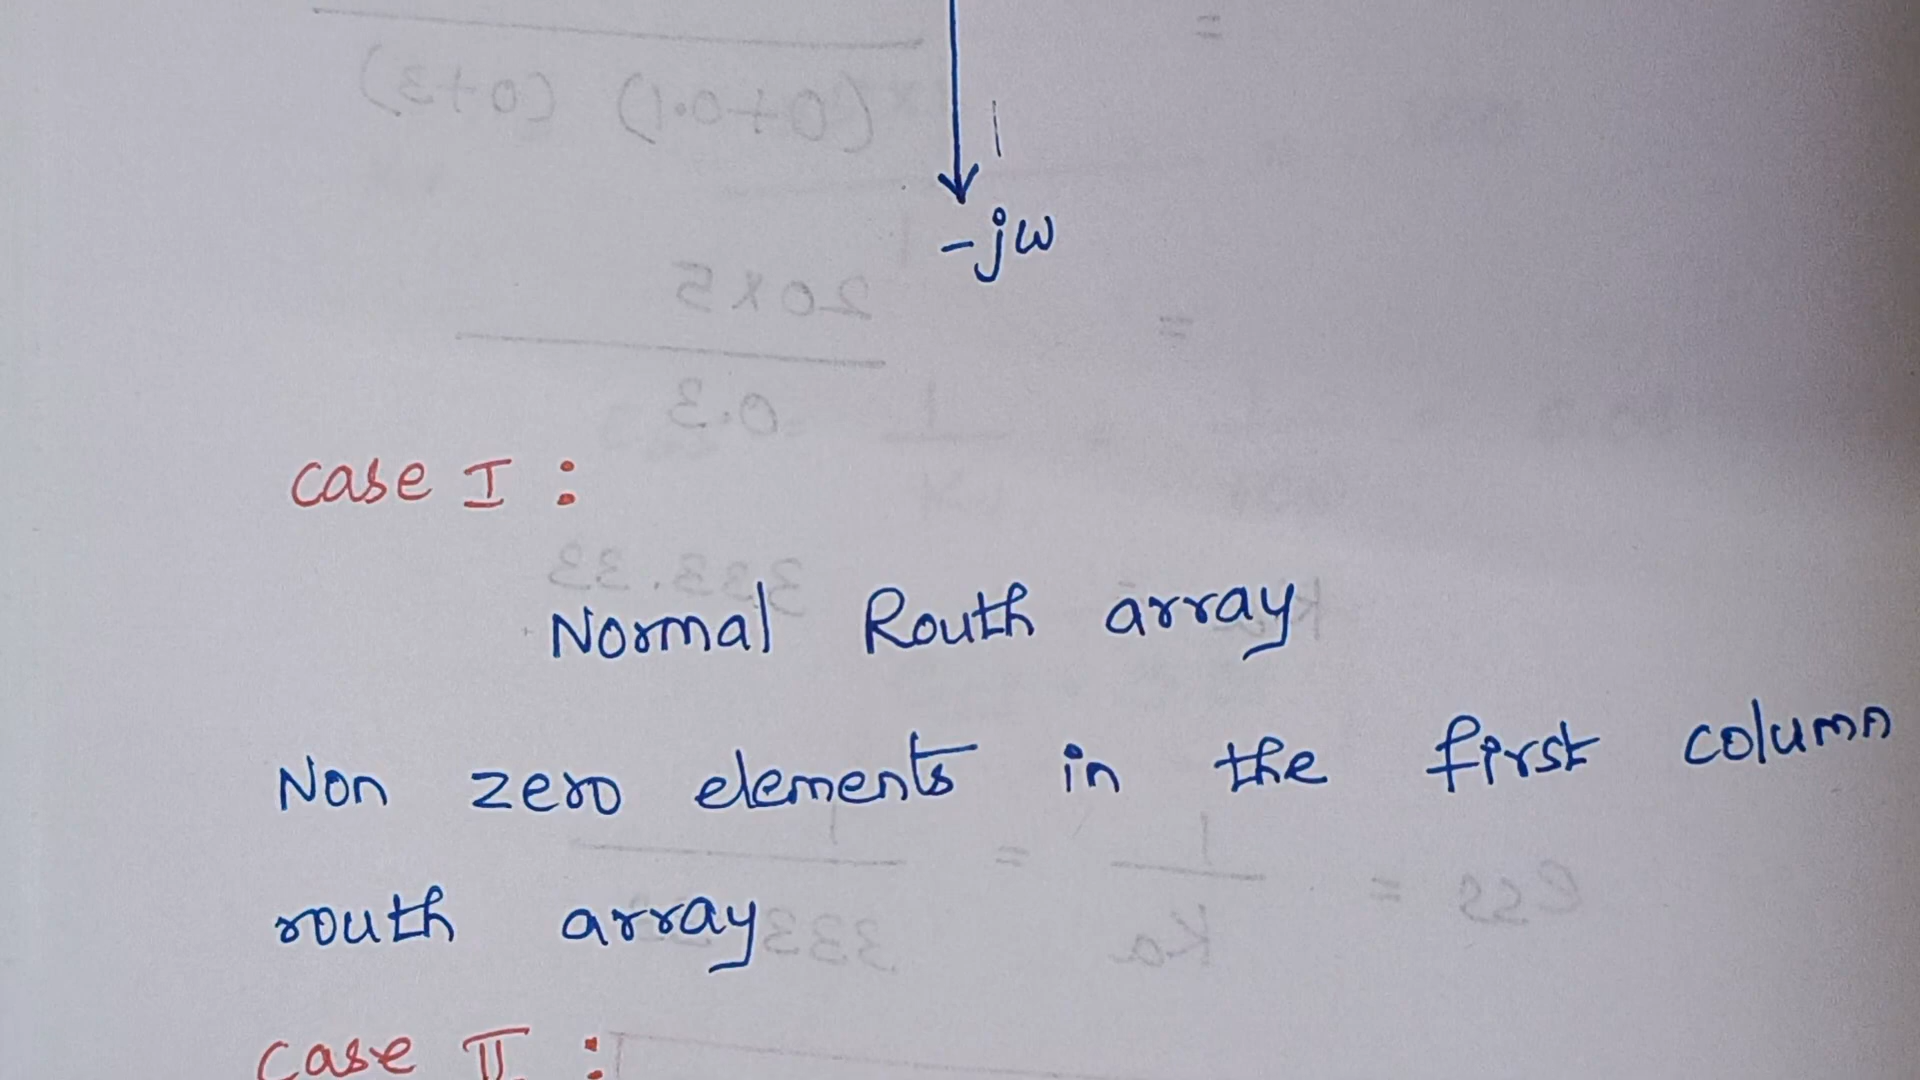 -jω
case I :
Normal Routh array
Non zero elements in the first column
routh array
case II :